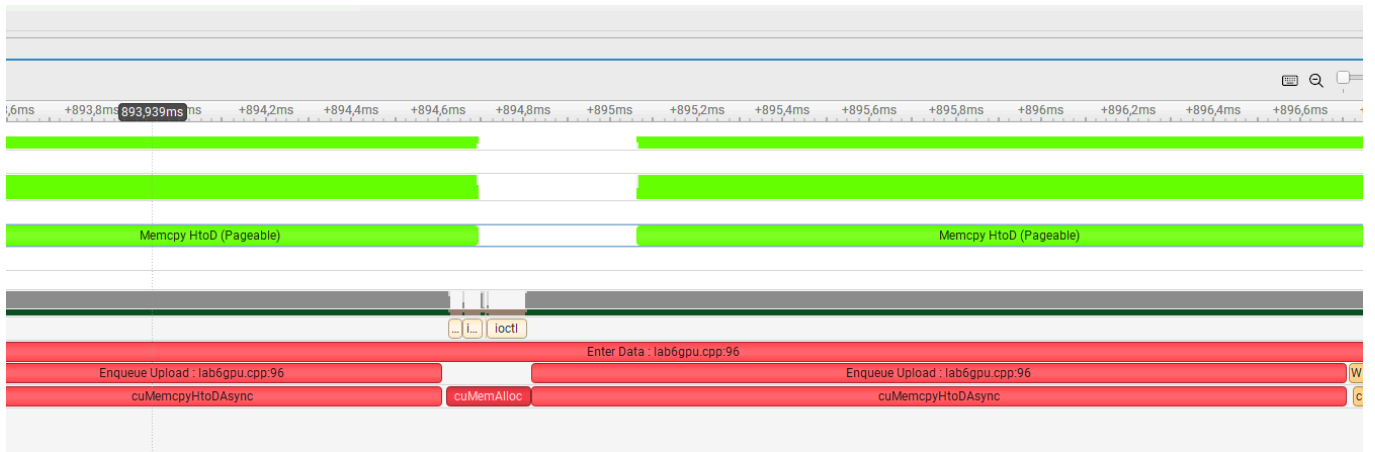 ,6ms +893,8ms 893,939ms ms +894,2ms +894,4ms +894,6ms +894,8ms +895ms +895,2ms +895,4ms +895,6ms +895,8ms +896ms +896,2ms +896,4ms +896,6ms
Memcpy HtoD (Pageable) Memcpy HtoD (Pageable)
... i... ioctl
Enter Data : lab6gpu.cpp:96
Enqueue Upload : lab6gpu.cpp:96 Enqueue Upload : lab6gpu.cpp:96 W
cuMemcpyHtoDAsync cuMemAlloc cuMemcpyHtoDAsync c